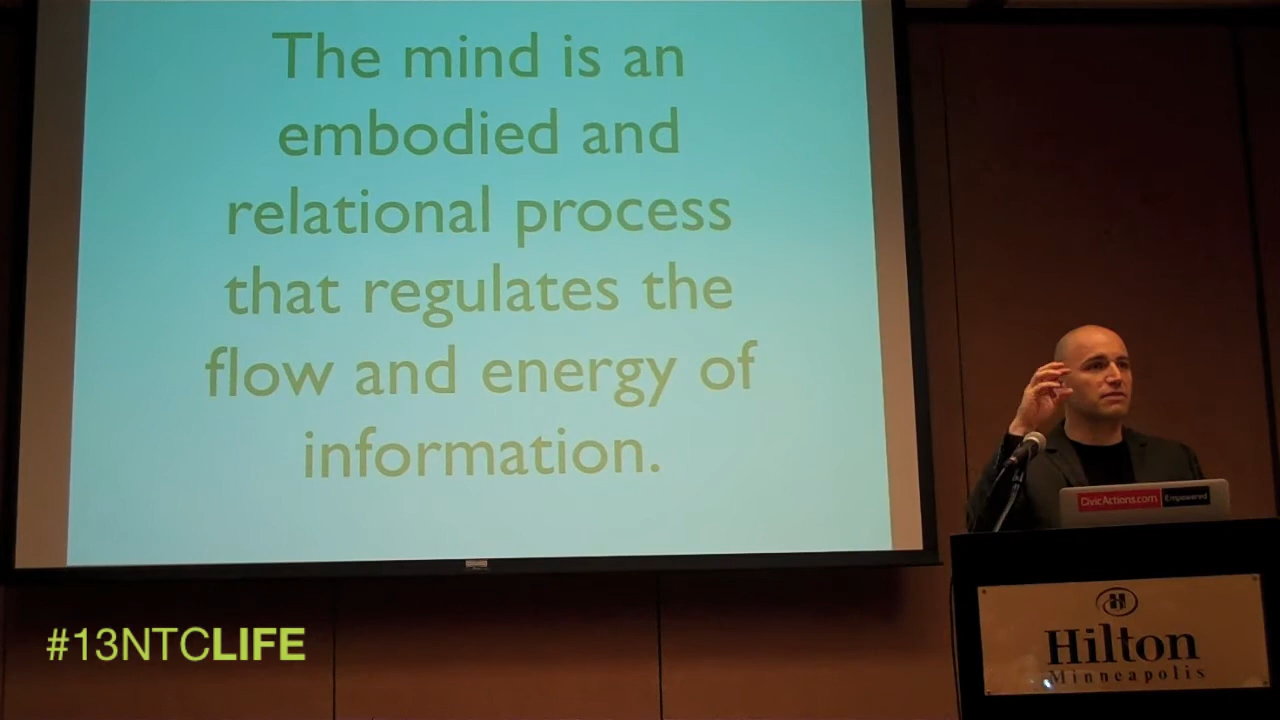 The mind is an
embodied and
relational process
that regulates the
flow and energy of
information.
CivicActions.com Empowered
#13NTCLIFE
H
Hilton
Minneapolis